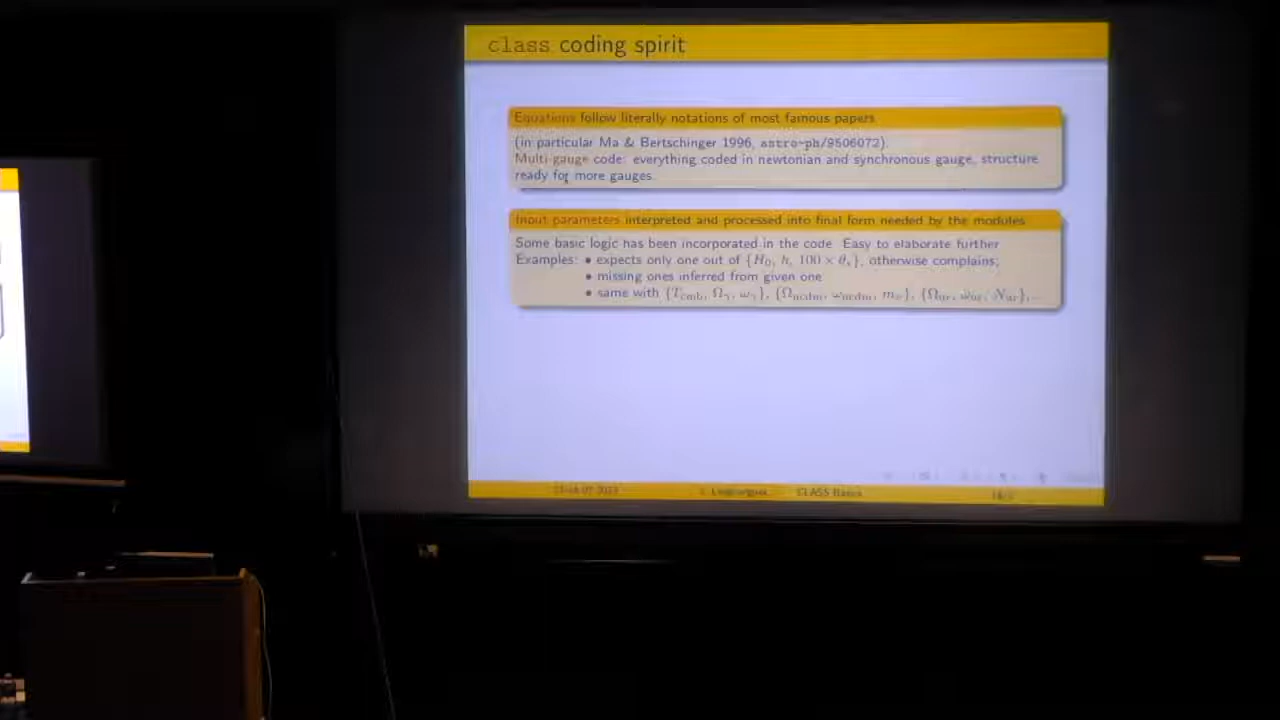 class coding spirit
Equations follow literally notations of most famous papers
(in particular Ma & Bertschinger 1996, astro-ph/9506072).
Multi-gauge code: everything coded in newtonian and synchronous gauge, structure
ready for more gauges.
Input parameters interpreted and processed into final form needed by the modules
Some basic logic has been incorporated in the code. Easy to elaborate further.
Examples: • expects only one out of {H₀, h, 100 × θₛ}, otherwise complains;
• missing ones inferred from given one
• same with {T_cmb, Ω_γ, ω_γ}, {Ω_ncdm, ω_ncdm, m_ν}, {Ω_ur, ω_ur, N_ur},...
CLASS Basics